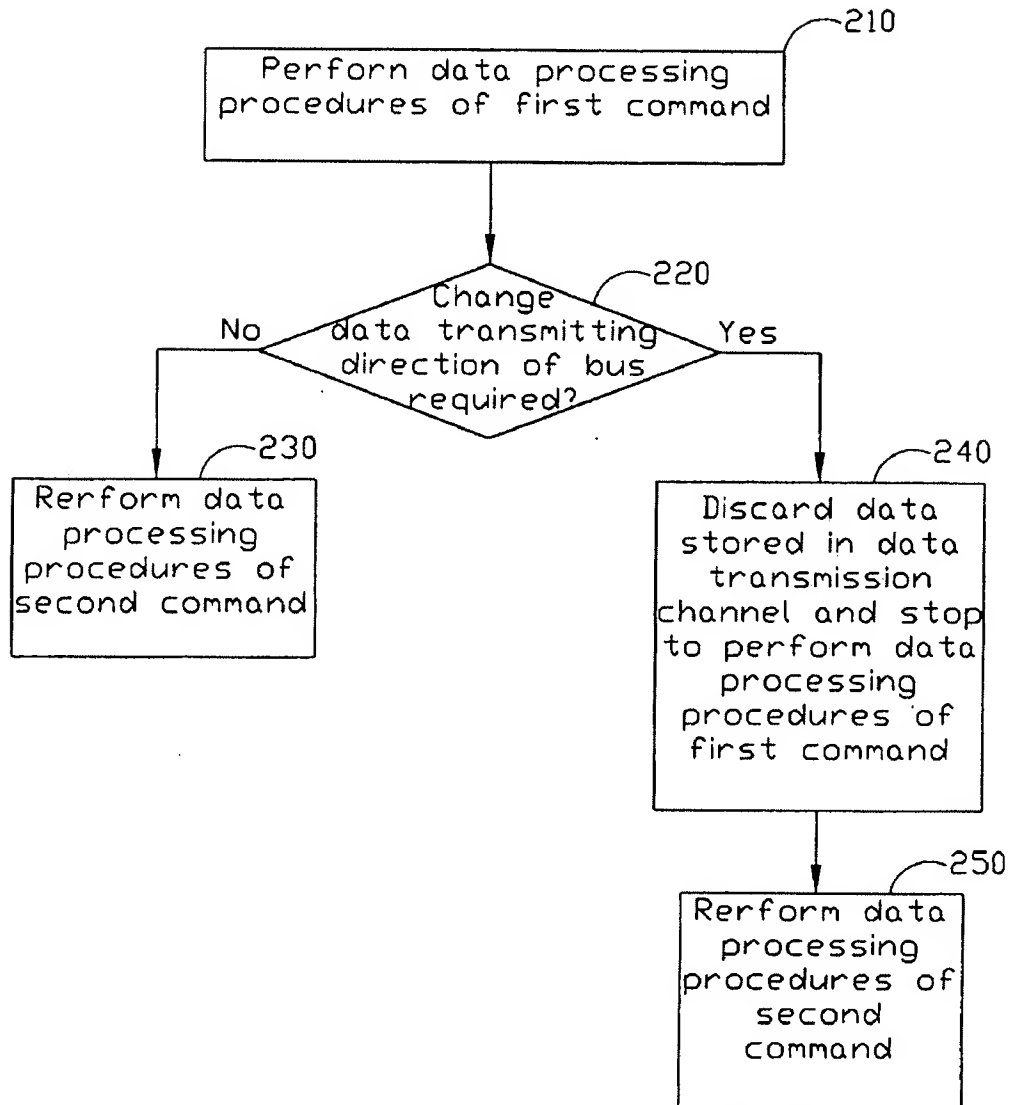 210
Perforn data processing
procedures of first command
220
Change
data transmitting
direction of bus
required?
No
Yes
230
Rerform data
processing
procedures of
second command
240
Discard data
stored in data
transmission
channel and stop
to perform data
processing
procedures of
first command
250
Rerform data
processing
procedures of
second
command